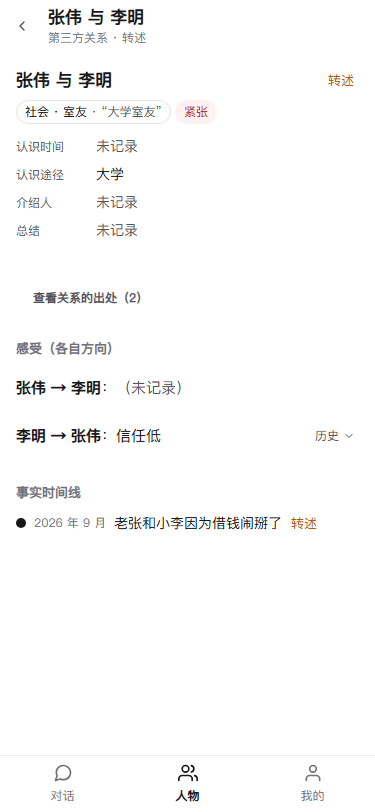 张伟 与 李明
第三方关系 · 转述
张伟 与 李明 转述
社会 · 室友 · “大学室友” 紧张
认识时间 未记录
认识途径 大学
介绍人 未记录
总结 未记录
查看关系的出处（2）
感受（各自方向）
张伟 → 李明： （未记录）
李明 → 张伟： 信任低 历史
事实时间线
2026 年 9 月 老张和小李因为借钱闹掰了 转述
对话 人物 我的